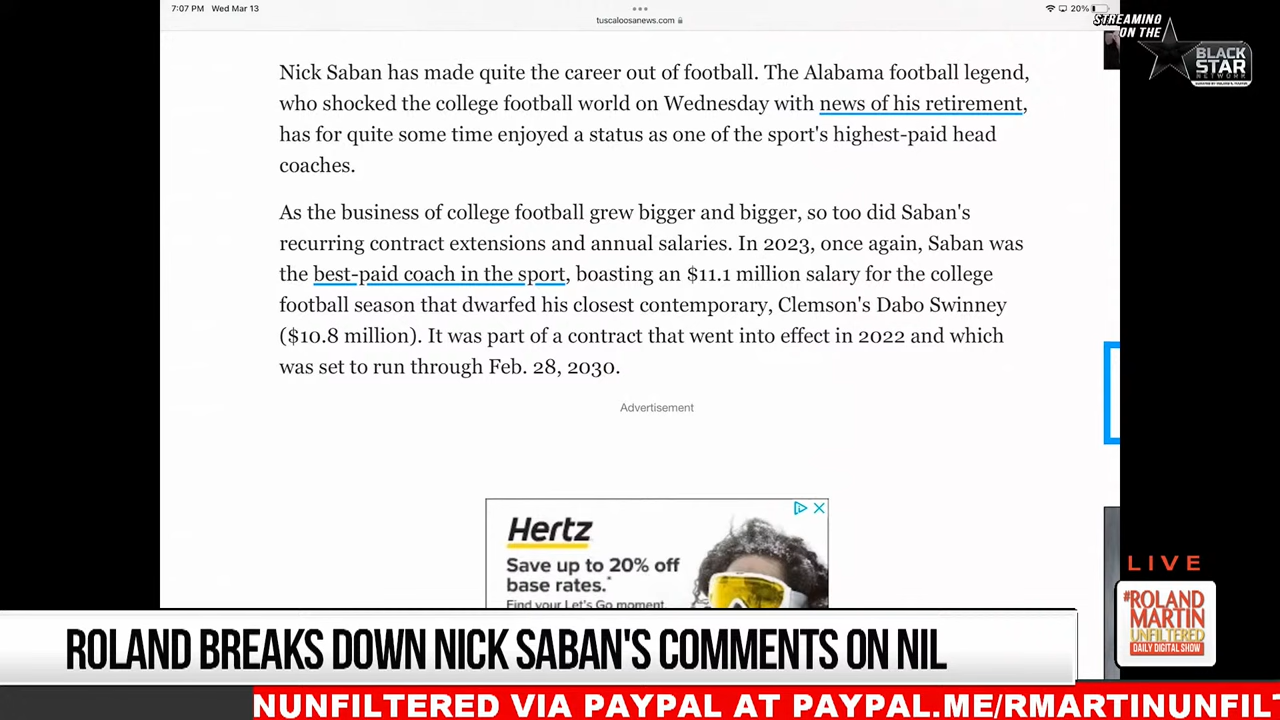 7:07 PM Wed Mar 13
tuscaloosanews.com
20%
STREAMING
ON THE
BLACK
STAR
NETWORK
Nick Saban has made quite the career out of football. The Alabama football legend,
who shocked the college football world on Wednesday with news of his retirement,
has for quite some time enjoyed a status as one of the sport's highest-paid head
coaches.
As the business of college football grew bigger and bigger, so too did Saban's
recurring contract extensions and annual salaries. In 2023, once again, Saban was
the best-paid coach in the sport, boasting an $11.1 million salary for the college
football season that dwarfed his closest contemporary, Clemson's Dabo Swinney
($10.8 million). It was part of a contract that went into effect in 2022 and which
was set to run through Feb. 28, 2030.
Advertisement
Hertz
Save up to 20% off
base rates.*
Find your Let's Go moment.
LIVE
#ROLAND
MARTIN
UNFILTERED
DAILY DIGITAL SHOW
ROLAND BREAKS DOWN NICK SABAN'S COMMENTS ON NIL
NUNFILTERED VIA PAYPAL AT PAYPAL.ME/RMARTINUNFILT